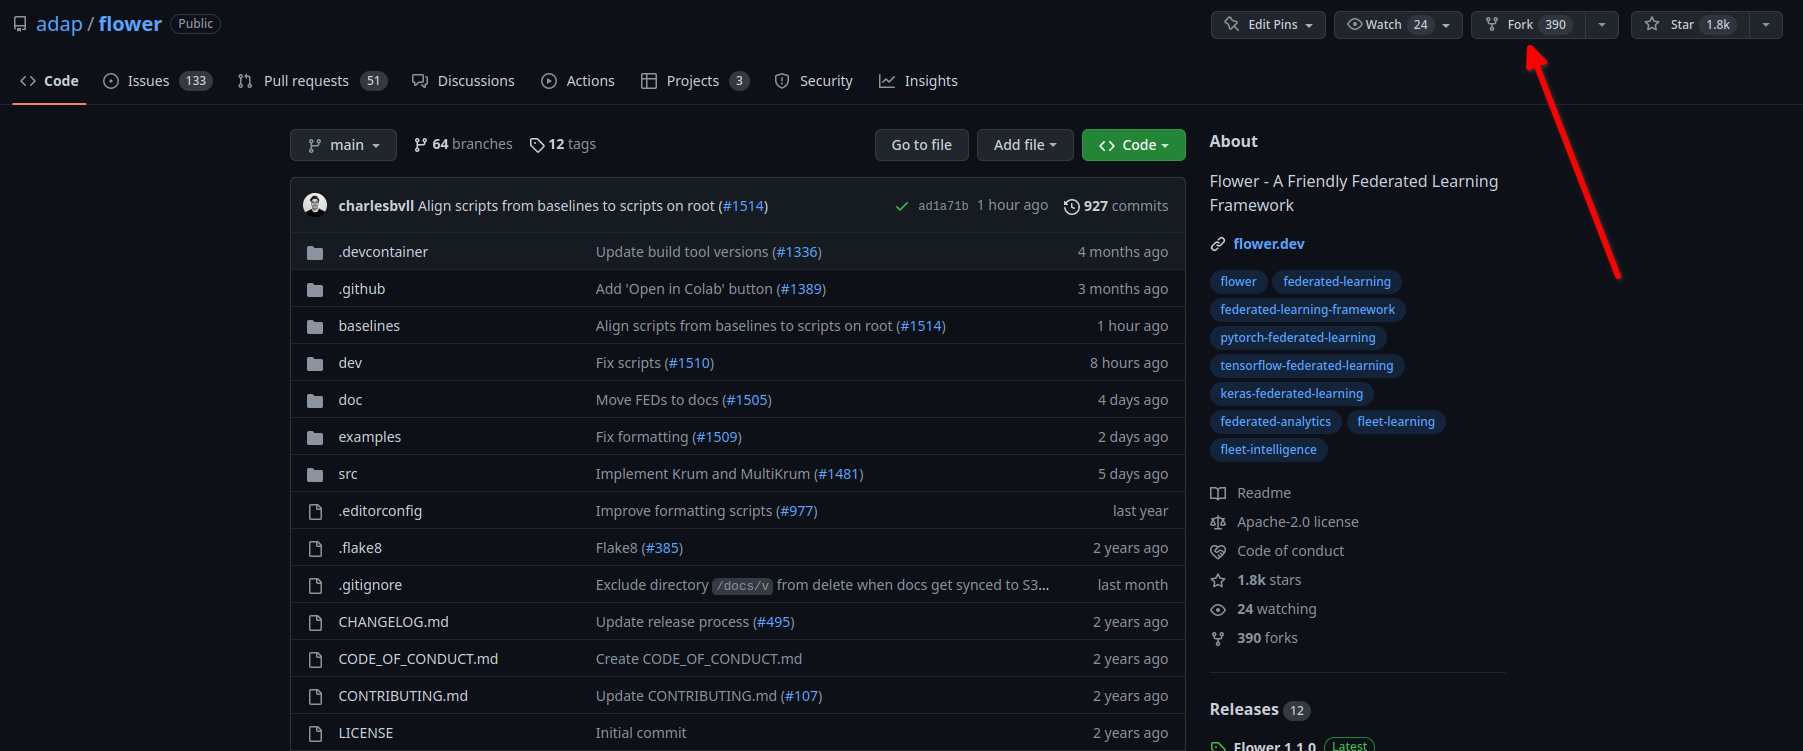 adap / flower Public
Edit Pins Watch 24 Fork 390 Star 1.8k
Code Issues 133 Pull requests 51 Discussions Actions Projects 3 Security Insights
main 64 branches 12 tags Go to file Add file Code
charlesbvll Align scripts from baselines to scripts on root (#1514) ad1a71b 1 hour ago 927 commits
.devcontainer Update build tool versions (#1336) 4 months ago
.github Add 'Open in Colab' button (#1389) 3 months ago
baselines Align scripts from baselines to scripts on root (#1514) 1 hour ago
dev Fix scripts (#1510) 8 hours ago
doc Move FEDs to docs (#1505) 4 days ago
examples Fix formatting (#1509) 2 days ago
src Implement Krum and MultiKrum (#1481) 5 days ago
.editorconfig Improve formatting scripts (#977) last year
.flake8 Flake8 (#385) 2 years ago
.gitignore Exclude directory /docs/v from delete when docs get synced to S3... last month
CHANGELOG.md Update release process (#495) 2 years ago
CODE_OF_CONDUCT.md Create CODE_OF_CONDUCT.md 2 years ago
CONTRIBUTING.md Update CONTRIBUTING.md (#107) 2 years ago
LICENSE Initial commit 2 years ago
About
Flower - A Friendly Federated Learning
Framework
flower.dev
flower federated-learning
federated-learning-framework
pytorch-federated-learning
tensorflow-federated-learning
keras-federated-learning
federated-analytics fleet-learning
fleet-intelligence
Readme
Apache-2.0 license
Code of conduct
1.8k stars
24 watching
390 forks
Releases 12
Flower 1.1.0 Latest